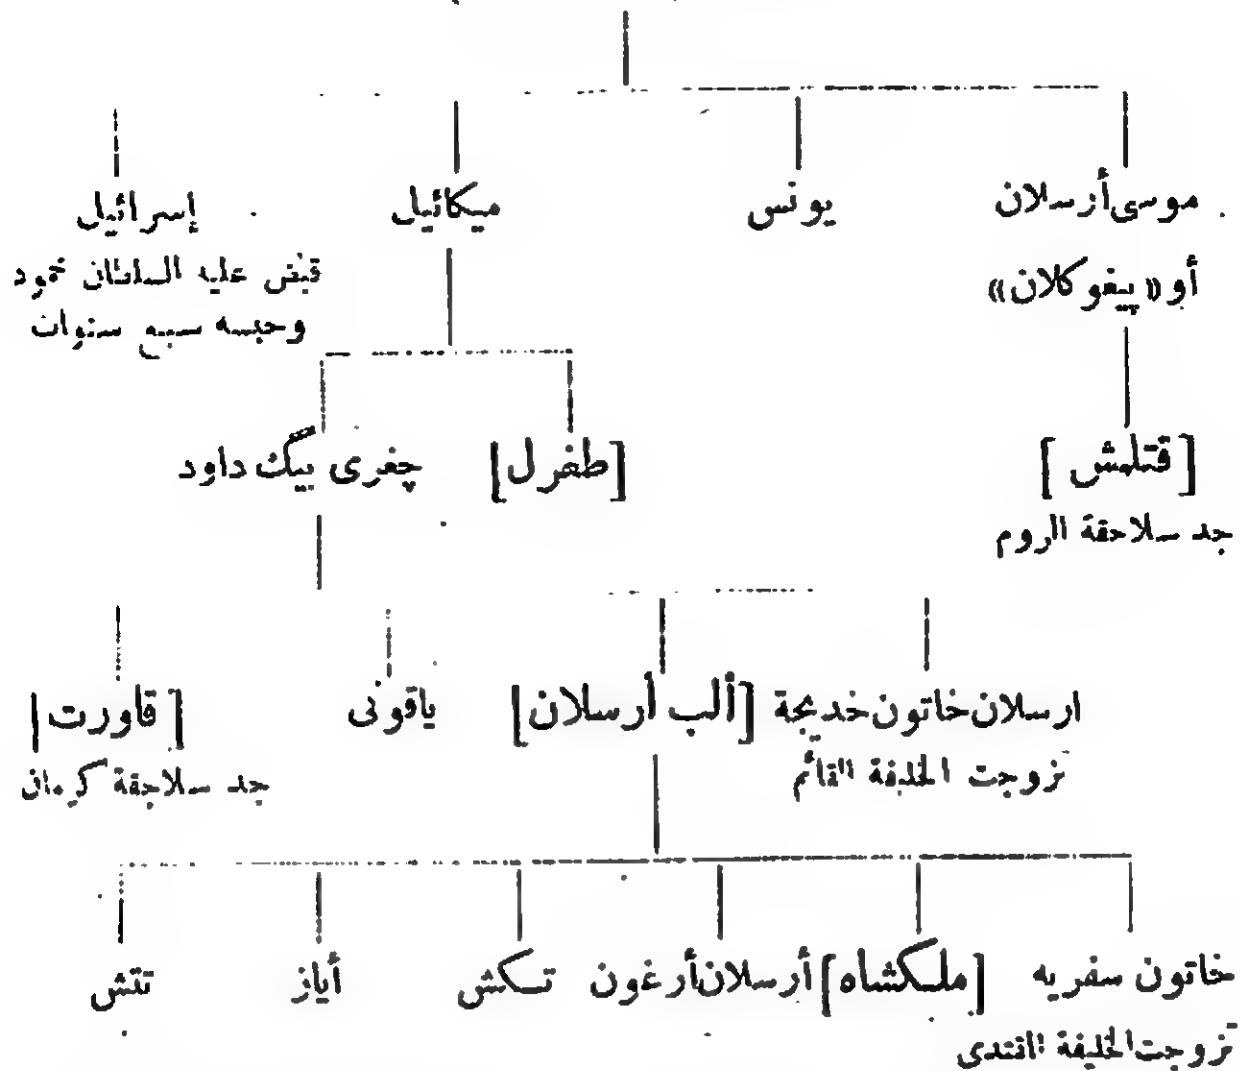 موسى أرسلان
يونس
ميكائيل
إسرائيل
أو «پيغو كلان»
قبض عليه السلطان محمود
وحبسه سبع سنوات
[قتلمش]
[طغرل]
چغرى بيگ داود
جد سلاجقة الروم
ارسلان خاتون خديجة
[ألب أرسلان]
ياقوتى
[قاورت]
تزوجت الخليفة القائم
جد سلاجقة كرمان
خاتون سفريه
[ملكشاه]
أرسلان أرغون
تكش
أياز
تتش
تزوجت الخليفة المقتدى